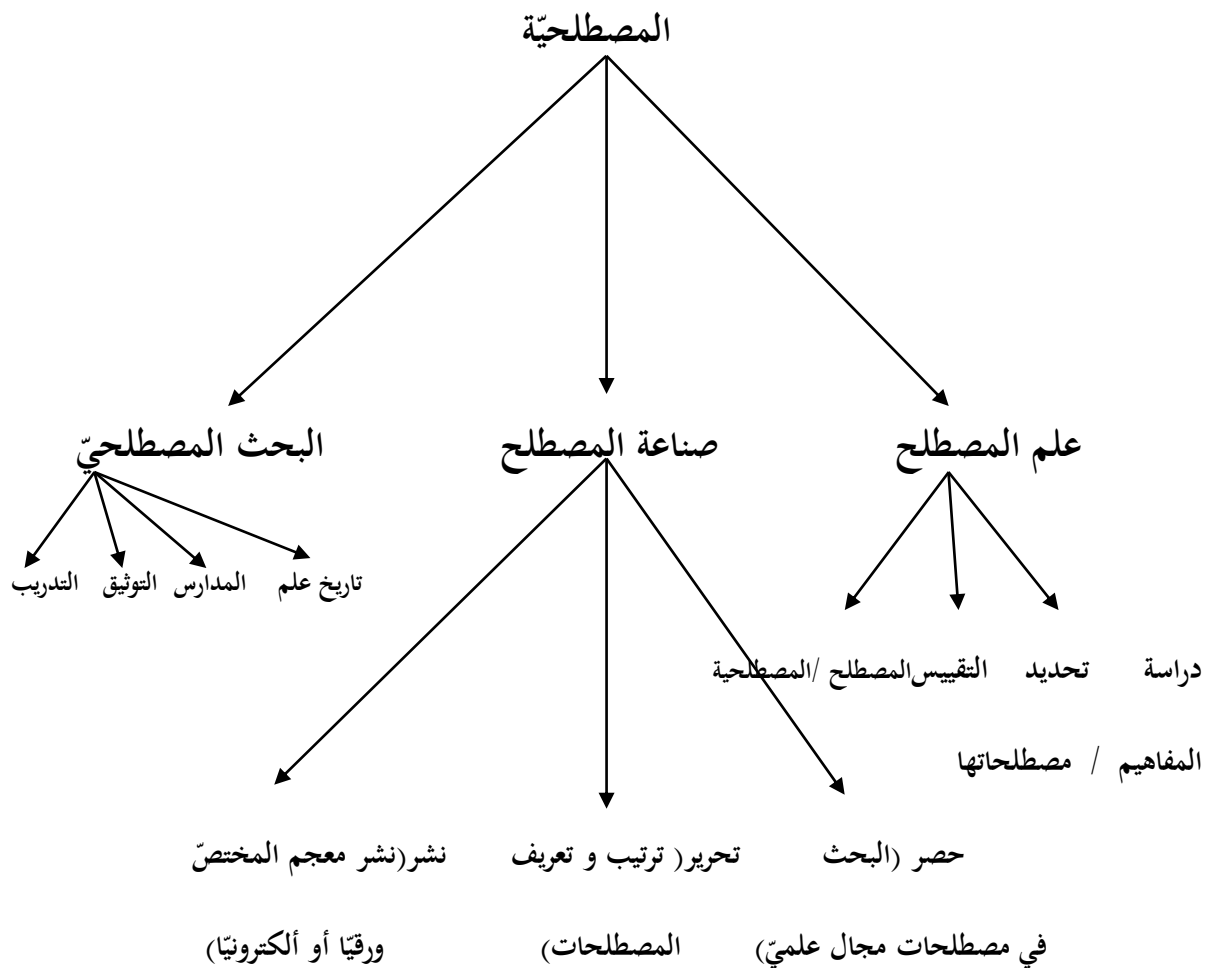 المصطلحيّة
علم المصطلح صناعة المصطلح البحث المصطلحيّ
تاريخ علم المدارس التوثيق التدريب
دراسة تحديد التقييس المصطلح /المصطلحية
المفاهيم / مصطلحاتها
حصر (البحث تحرير( ترتيب و تعريف نشر(نشر معجم المختصّ
في مصطلحات مجال علميّ) المصطلحات) ورقيّا أو ألكترونيّا)